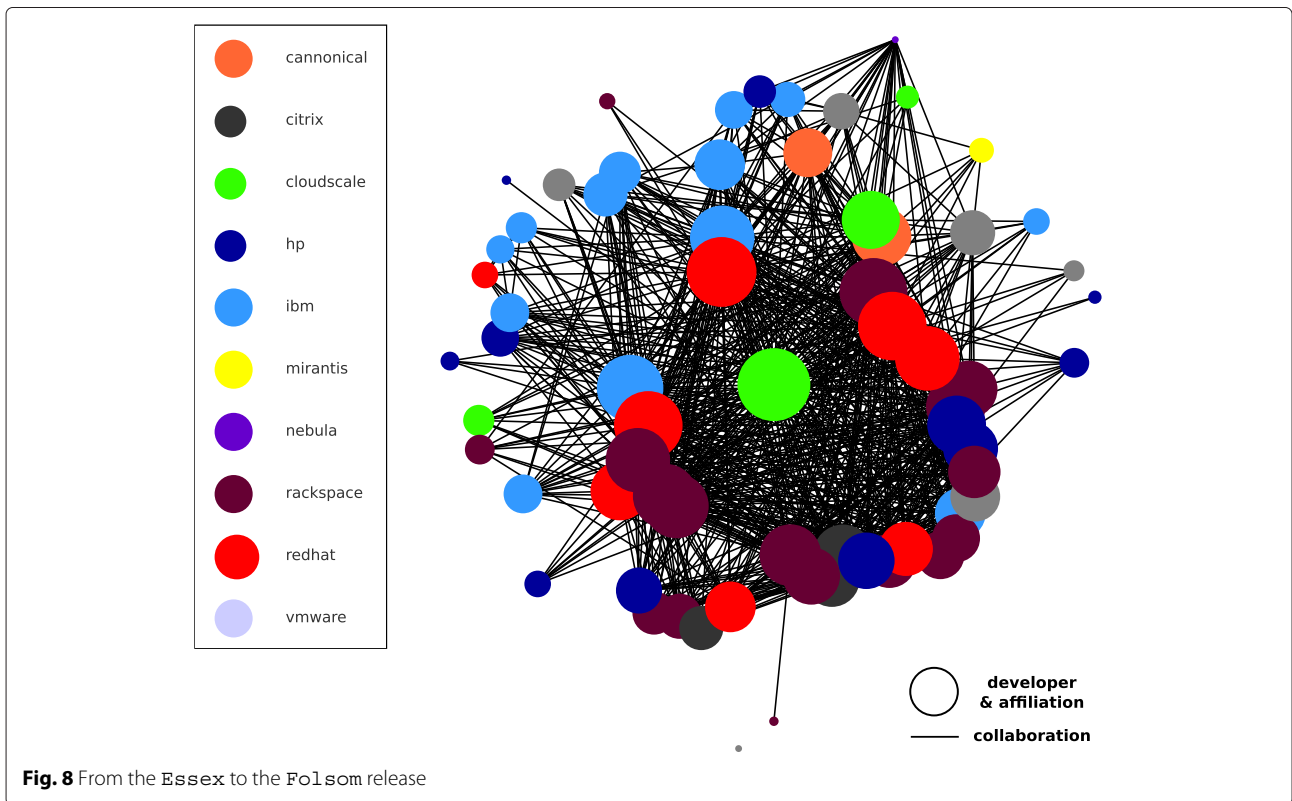 cannonical
citrix
cloudscale
hp
ibm
mirantis
nebula
rackspace
redhat
vmware
developer
& affiliation
collaboration
Fig. 8 From the Essex to the Folsom release